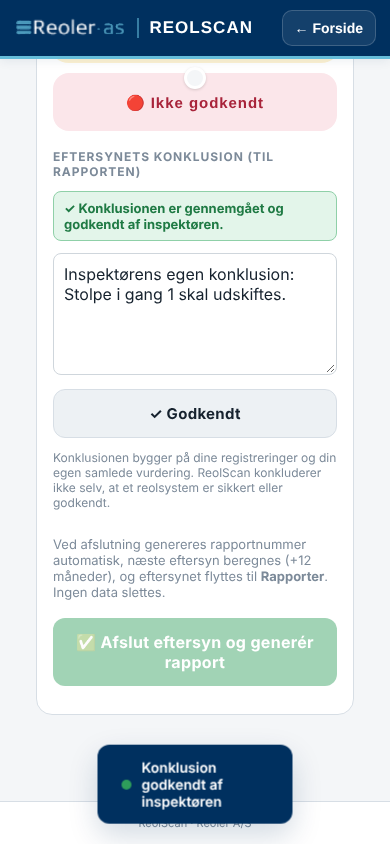 Reoler·as REOLSCAN ← Forside
Ikke godkendt
EFTERSYNETS KONKLUSION (TIL
RAPPORTEN)
✓ Konklusionen er gennemgået og
godkendt af inspektøren.
Inspektørens egen konklusion:
Stolpe i gang 1 skal udskiftes.
✓ Godkendt
Konklusionen bygger på dine registreringer og din
egen samlede vurdering. ReolScan konkluderer
ikke selv, at et reolsystem er sikkert eller
godkendt.
Ved afslutning genereres rapportnummer
automatisk, næste eftersyn beregnes (+12
måneder), og eftersynet flyttes til Rapporter.
Ingen data slettes.
✅ Afslut eftersyn og generér
rapport
Konklusion
godkendt af
inspektøren
ReolScan · Reoler A/S